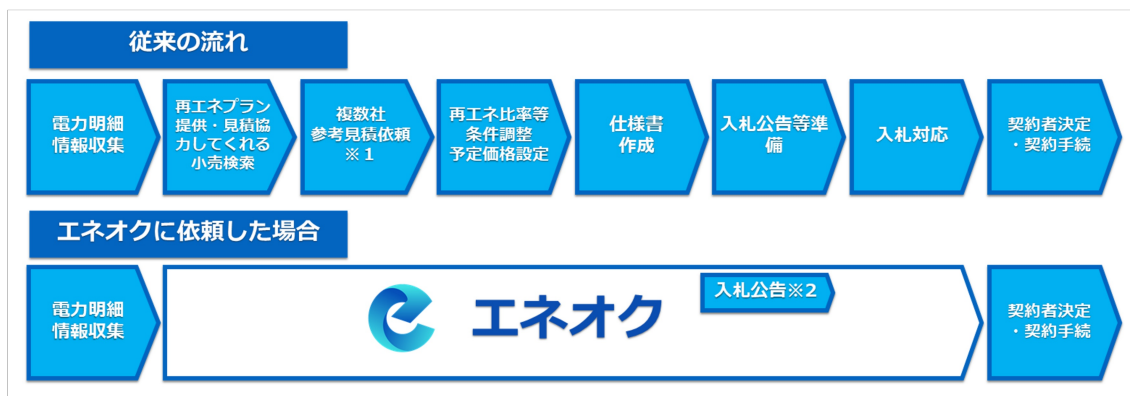 従来の流れ
電力明細
情報収集
再エネプラン
提供・見積協
力してくれる
小売検索
複数社
参考見積依頼
※1
再エネ比率等
条件調整
予定価格設定
仕様書
作成
入札公告等準
備
入札対応
契約者決定
・契約手続
エネオクに依頼した場合
電力明細
情報収集
エネオク
入札公告※2
契約者決定
・契約手続